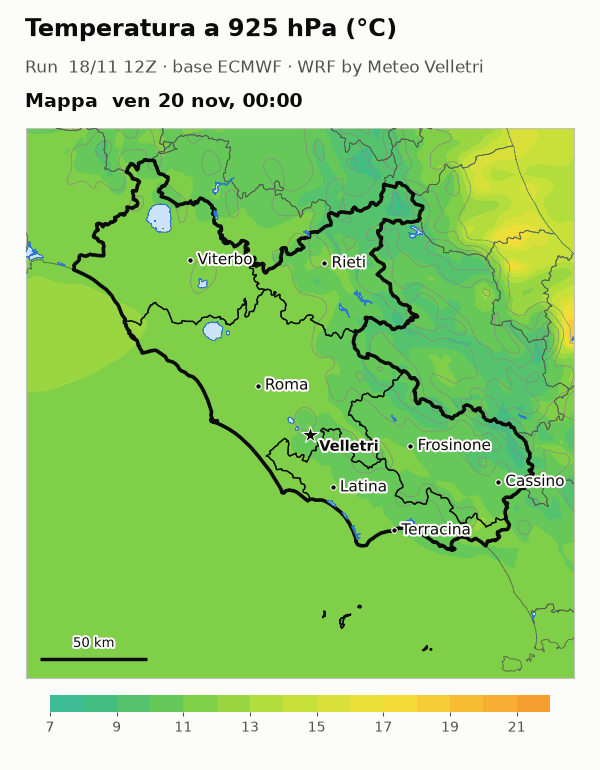 Temperatura a 925 hPa (°C)
Run  18/11 12Z · base ECMWF · WRF by Meteo Velletri
Mappa  ven 20 nov, 00:00
Viterbo
Rieti
Roma
Velletri
Frosinone
Latina
Cassino
Terracina
50 km
7 9 11 13 15 17 19 21